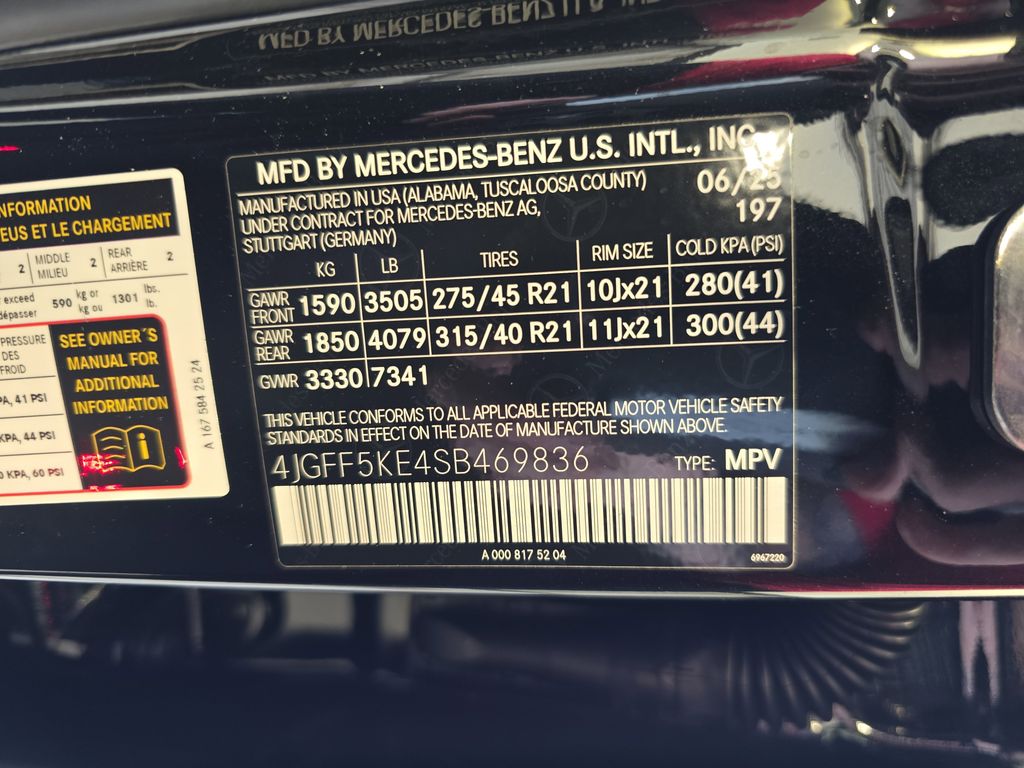 MFD BY MERCEDES-BENZ U.S. INTL., INC.
MANUFACTURED IN USA (ALABAMA, TUSCALOOSA COUNTY)
UNDER CONTRACT FOR MERCEDES-BENZ AG,
STUTTGART (GERMANY)
06/25
197
KG LB TIRES RIM SIZE COLD KPA (PSI)
GAWR FRONT 1590 3505 275/45 R21 10Jx21 280(41)
GAWR REAR 1850 4079 315/40 R21 11Jx21 300(44)
GVWR 3330 7341
THIS VEHICLE CONFORMS TO ALL APPLICABLE FEDERAL MOTOR VEHICLE SAFETY
STANDARDS IN EFFECT ON THE DATE OF MANUFACTURE SHOWN ABOVE.
4JGFF5KE4SB469836 TYPE: MPV
A 000 817 52 04
6967220
NFORMATION
EUS ET LE CHARGEMENT
2 MIDDLE MILIEU 2 REAR ARRIÈRE 2
exceed
dépasser
590 kg or kg ou 1301 lbs. lb.
PRESSURE
DES
FROID
PA, 41 PSI
KPA, 44 PSI
0 KPA, 60 PSI
SEE OWNER´S
MANUAL FOR
ADDITIONAL
INFORMATION
A 167 584 25 24